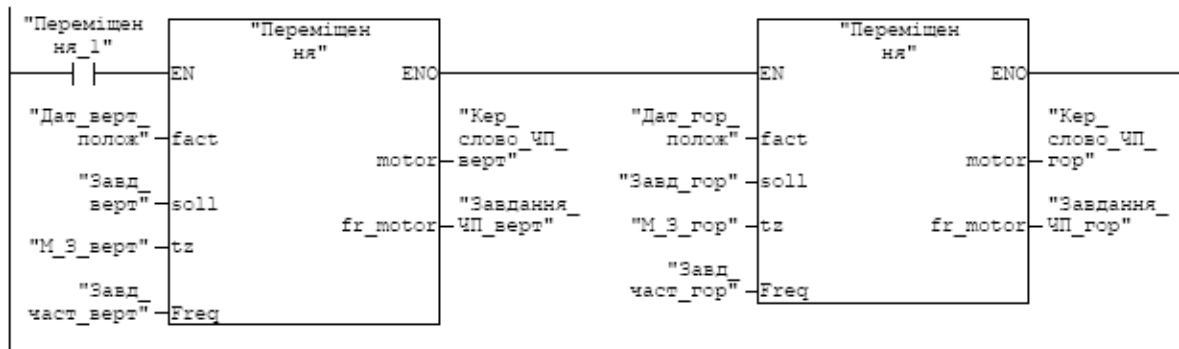 "Переміщен
ня_1"
"Переміщен
ня"
EN
ENO
"Дат_верт_
полож"
fact
"Кер_
слово_ЧП_
верт"
motor
"Завд_
верт"
soll
"Завдання_
ЧП_верт"
fr_motor
"М_З_верт"
tz
"Завд_
част_верт"
Freq
"Переміщен
ня"
EN
ENO
"Дат_гор_
полож"
fact
"Кер_
слово_ЧП_
гор"
motor
"Завд_гор"
soll
"Завдання_
ЧП_гор"
fr_motor
"М_З_гор"
tz
"Завд_
част_гор"
Freq